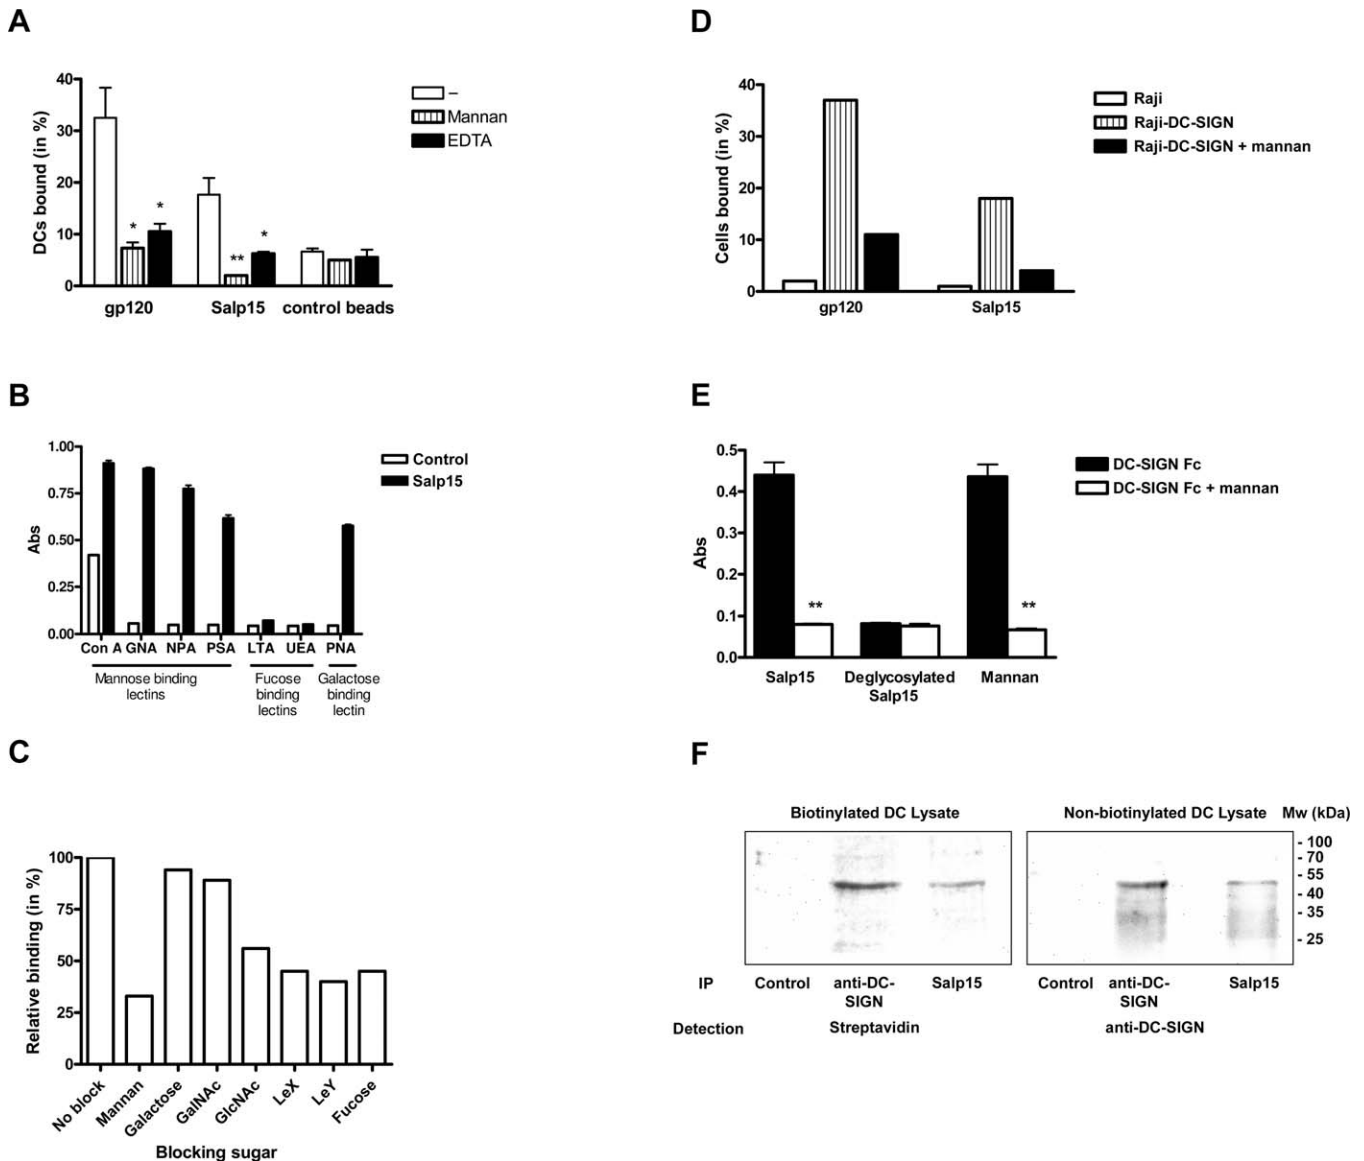 A
DCs bound (in %)
40
30
20
10
0
gp120
Salp15
control beads
–
Mannan
EDTA
*
*
**
*
D
Cells bound (in %)
40
30
20
10
0
gp120
Salp15
Raji
Raji-DC-SIGN
Raji-DC-SIGN + mannan
B
Abs
1.00
0.75
0.50
0.25
0.00
Con A GNA NPA PSA LTA UEA PNA
Mannose binding
lectins
Fucose
binding
lectins
Galactose
binding
lectin
Control
Salp15
E
Abs
0.5
0.4
0.3
0.2
0.1
0.0
**
**
Salp15
Deglycosylated
Salp15
Mannan
DC-SIGN Fc
DC-SIGN Fc + mannan
C
Relative binding (in %)
100
75
50
25
0
No block
Mannan
Galactose
GalNAc
GlcNAc
LeX
LeY
Fucose
Blocking sugar
F
Biotinylated DC Lysate
Non-biotinylated DC Lysate
Mw (kDa)
- 100
- 70
- 55
- 40
- 35
- 25
IP
Control
anti-DC-
SIGN
Salp15
Control
anti-DC-
SIGN
Salp15
Detection
Streptavidin
anti-DC-SIGN